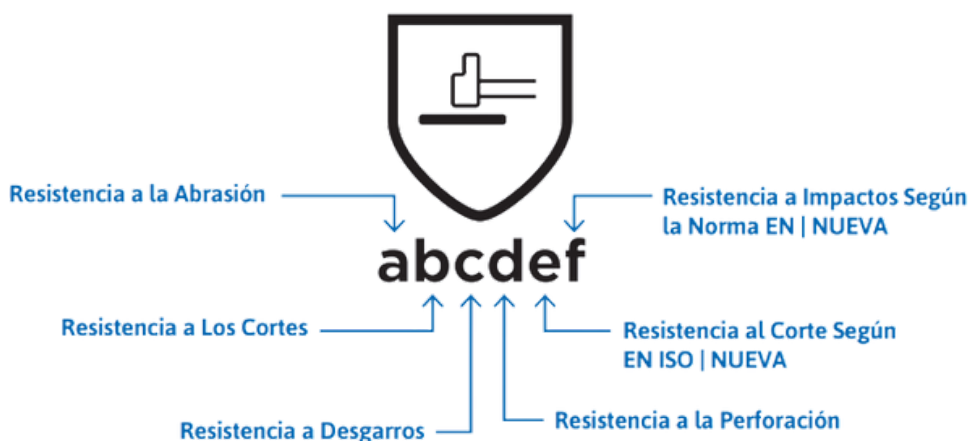 Resistencia a la Abrasión
Resistencia a Impactos Según
la Norma EN | NUEVA
abcdef
Resistencia a Los Cortes
Resistencia al Corte Según
EN ISO | NUEVA
Resistencia a Desgarros
Resistencia a la Perforación